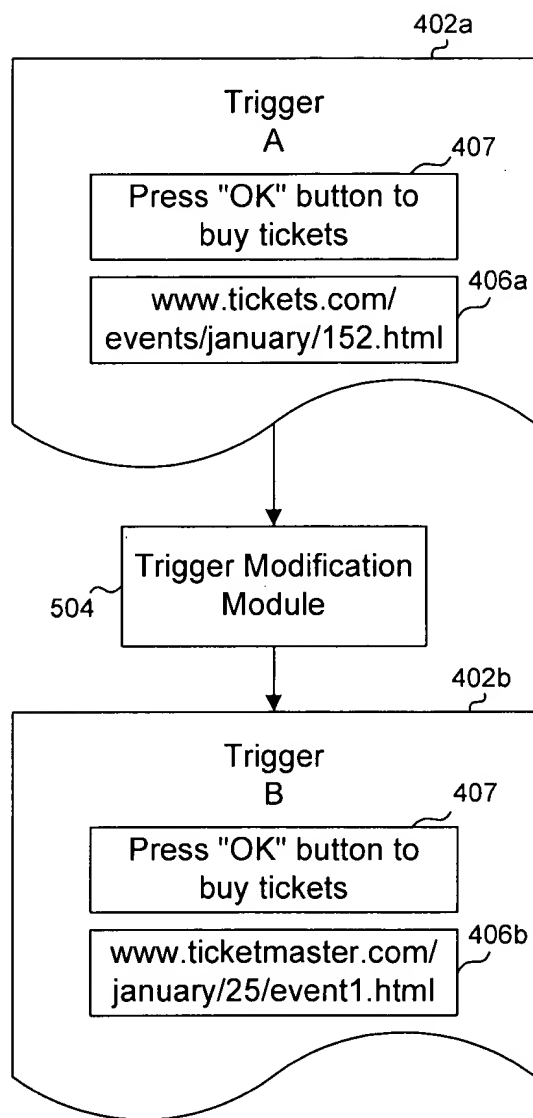 402a
Trigger
A
407
Press "OK" button to
buy tickets
406a
www.tickets.com/
events/january/152.html
Trigger Modification
Module
504
402b
Trigger
B
407
Press "OK" button to
buy tickets
406b
www.ticketmaster.com/
january/25/event1.html